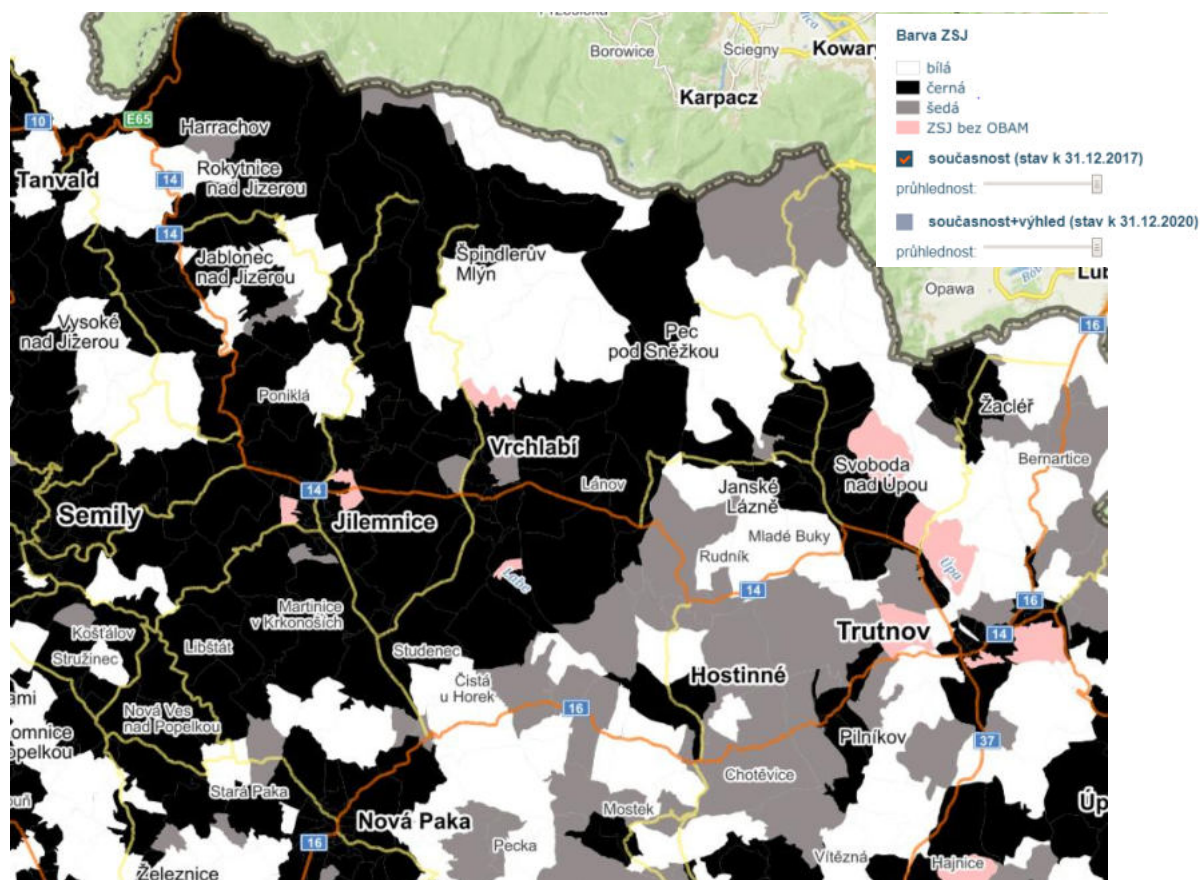 Borowice
Ściegny
Kowary
Karpacz
Barva ZSJ
bílá
černá
šedá
ZSJ bez OBAM
současnost (stav k 31.12.2017)
průhlednost:
současnost+výhled (stav k 31.12.2020)
průhlednost:
Opawa
Lub
16
10
E65
Harrachov
Tanvald
14
Rokytnice
nad Jizerou
14
Jablonec
nad Jizerou
Špindlerův
Mlýn
Vysoké
nad Jizerou
Pec
pod Sněžkou
Poniklá
Žacléř
Vrchlabí
Svoboda
nad Úpou
Bernartice
Lánov
Janské
Lázně
14
Semily
Jilemnice
Mladé Buky
Rudník
Labe
Úpa
14
16
Martinice
v Krkonoších
Košťálov
Libštát
Stružinec
Trutnov
14
Studenec
Hostinné
Čistá
u Horek
ami
Nová Ves
nad Popelkou
omnice
opelkou
16
Pilníkov
37
Chotěvice
Stará Paka
Mostek
Úp
Nová Paka
16
Pecka
Vítězná
Hajnice
Železnice